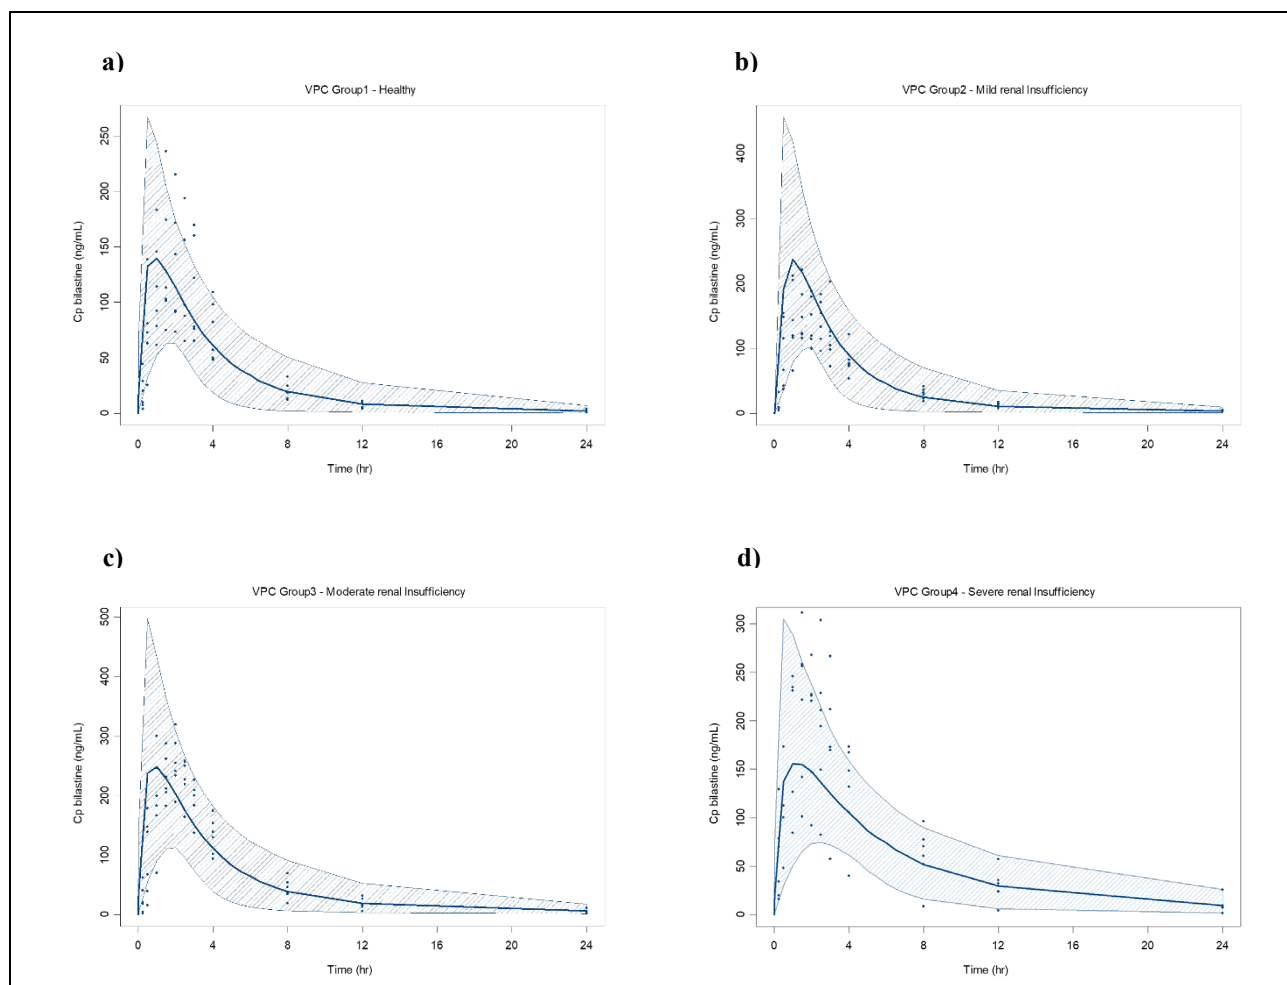 a)
VPC Group1 - Healthy
Cp bilastine (ng/mL)
250
200
150
100
50
0
0 4 8 12 16 20 24
Time (hr)
b)
VPC Group2 - Mild renal Insufficiency
Cp bilastine (ng/mL)
400
300
200
100
0
0 4 8 12 16 20 24
Time (hr)
c)
VPC Group3 - Moderate renal Insufficiency
Cp bilastine (ng/mL)
500
400
300
200
100
0
0 4 8 12 16 20 24
Time (hr)
d)
VPC Group4 - Severe renal Insufficiency
Cp bilastine (ng/mL)
300
250
200
150
100
50
0
0 4 8 12 16 20 24
Time (hr)